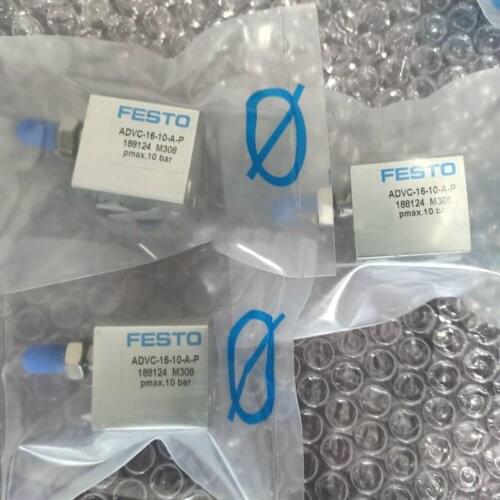 FESTO
ADVC-16-10-A-P
188124 M308
pmax.10 bar
FESTO
ADVC-16-10-A-P
188124 M308
pmax.10 bar
FESTO
ADVC-16-10-A-P
188124 M308
pmax.10 bar